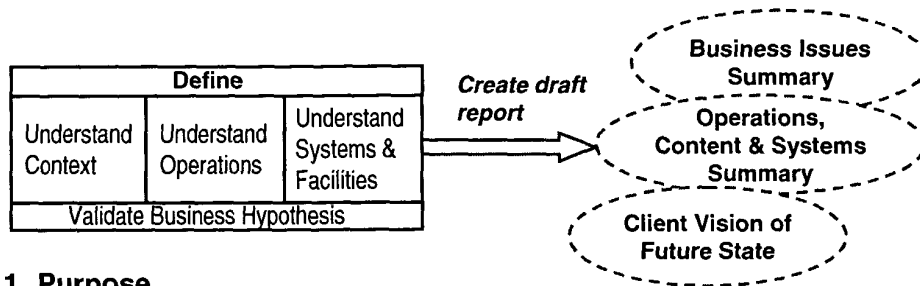 Define
Understand
Context
Understand
Operations
Understand
Systems &
Facilities
Validate Business Hypothesis
Create draft
report
Business Issues
Summary
Operations,
Content & Systems
Summary
Client Vision of
Future State
1. Purpose